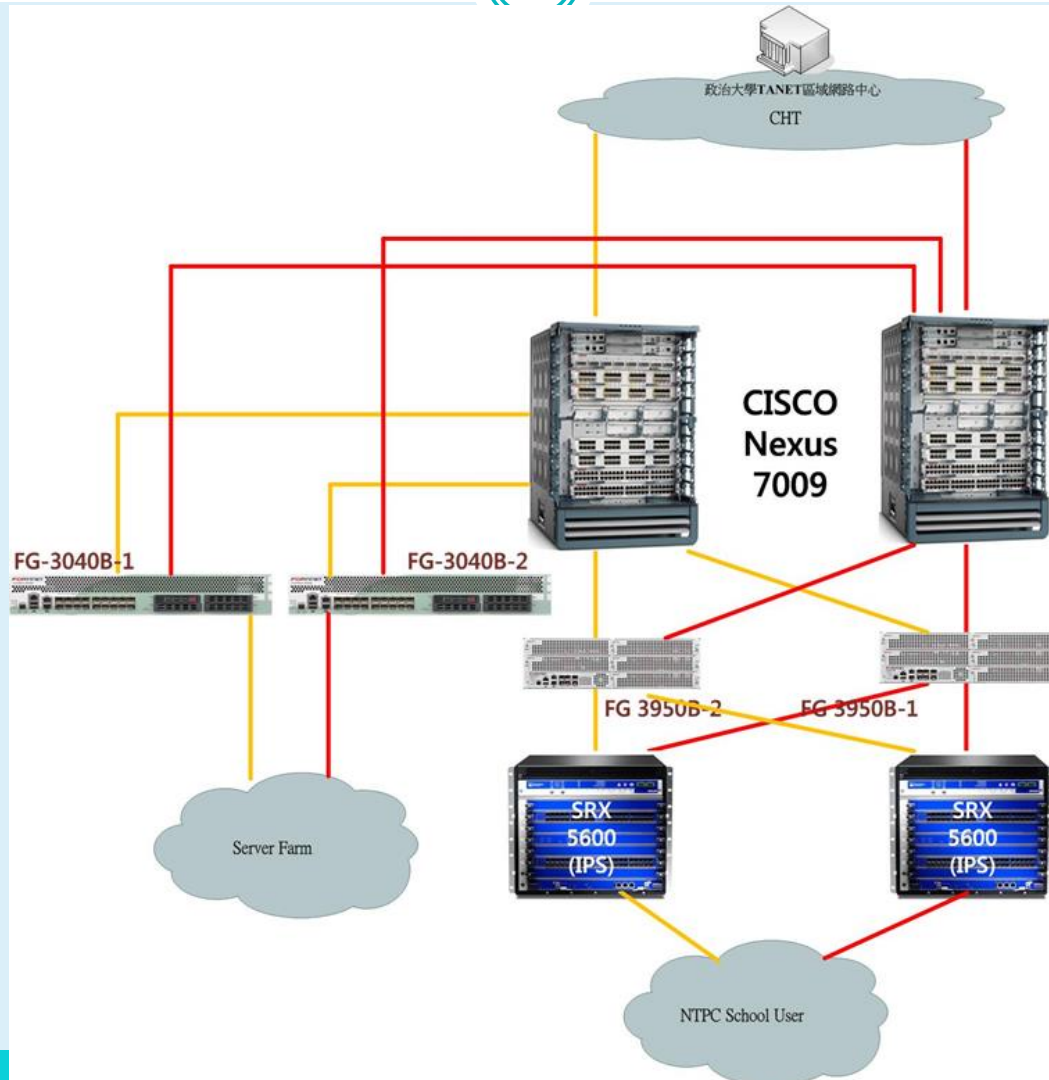 政治大學TANET區域網路中心
CHT
CISCO
Nexus
7009
FG-3040B-1
FG-3040B-2
FG 3950B-2
FG 3950B-1
SRX
5600
(IPS)
SRX
5600
(IPS)
Server Farm
NTPC School User